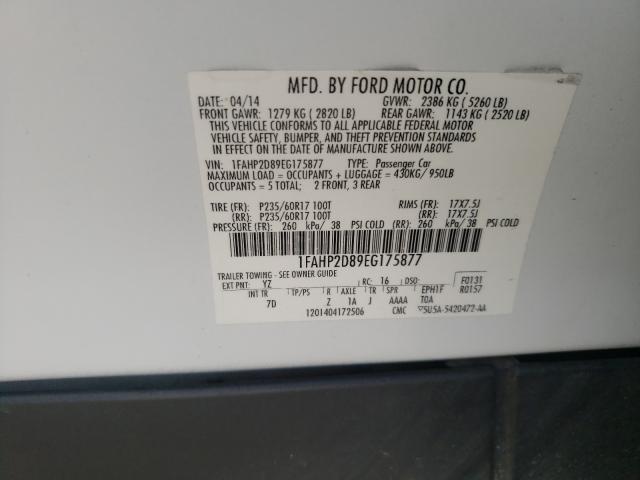 MFD. BY FORD MOTOR CO.
DATE: 04/14 GVWR: 2386 KG ( 5260 LB)
FRONT GAWR: 1279 KG ( 2820 LB) REAR GAWR: 1143 KG ( 2520 LB)
THIS VEHICLE CONFORMS TO ALL APPLICABLE FEDERAL MOTOR
VEHICLE SAFETY, BUMPER, AND THEFT PREVENTION STANDARDS
IN EFFECT ON THE DATE OF MANUFACTURE SHOWN ABOVE.
VIN: 1FAHP2D89EG175877 TYPE: Passenger Car
MAXIMUM LOAD = OCCUPANTS + LUGGAGE = 430KG/ 950LB
OCCUPANTS = 5 TOTAL; 2 FRONT, 3 REAR
TIRE (FR): P235/60R17 100T RIMS (FR): 17X7.5J
(RR): P235/60R17 100T (RR): 17X7.5J
PRESSURE (FR): 260 kPa/ 38 PSI COLD (RR): 260 kPa/ 38 PSI COLD
1FAHP2D89EG175877
TRAILER TOWING - SEE OWNER GUIDE
EXT PNT: YZ RC: 16 DSO: F0131
INT TR TP/PS R AXLE TR SPR EPH1F R0157
7D Z 1A J AAAA TOA
1201404172506 CMC 5U5A-5420472-AA